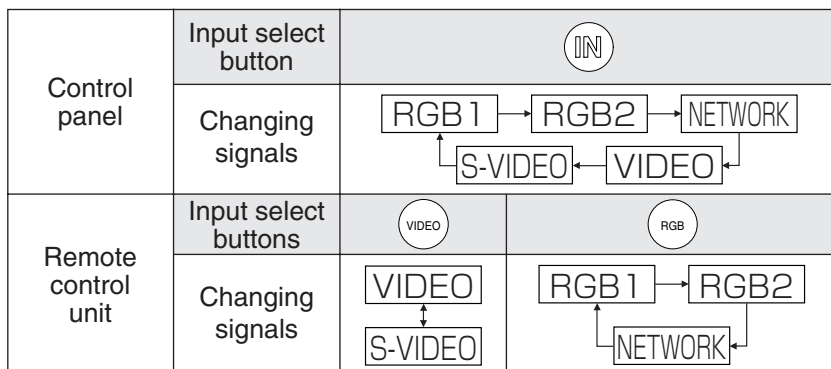 Control
panel
Input select
button
IN
Changing
signals
RGB1 RGB2 NETWORK
S-VIDEO VIDEO
Remote
control
unit
Input select
buttons
VIDEO
RGB
Changing
signals
VIDEO
S-VIDEO
RGB1 RGB2
NETWORK